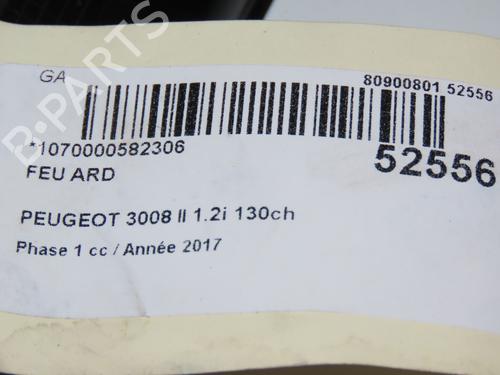 GA
80900801 52556
*1070000582306
52556
FEU ARD
PEUGEOT 3008 II 1.2i 130ch
Phase 1 cc / Année 2017
B-PARTS